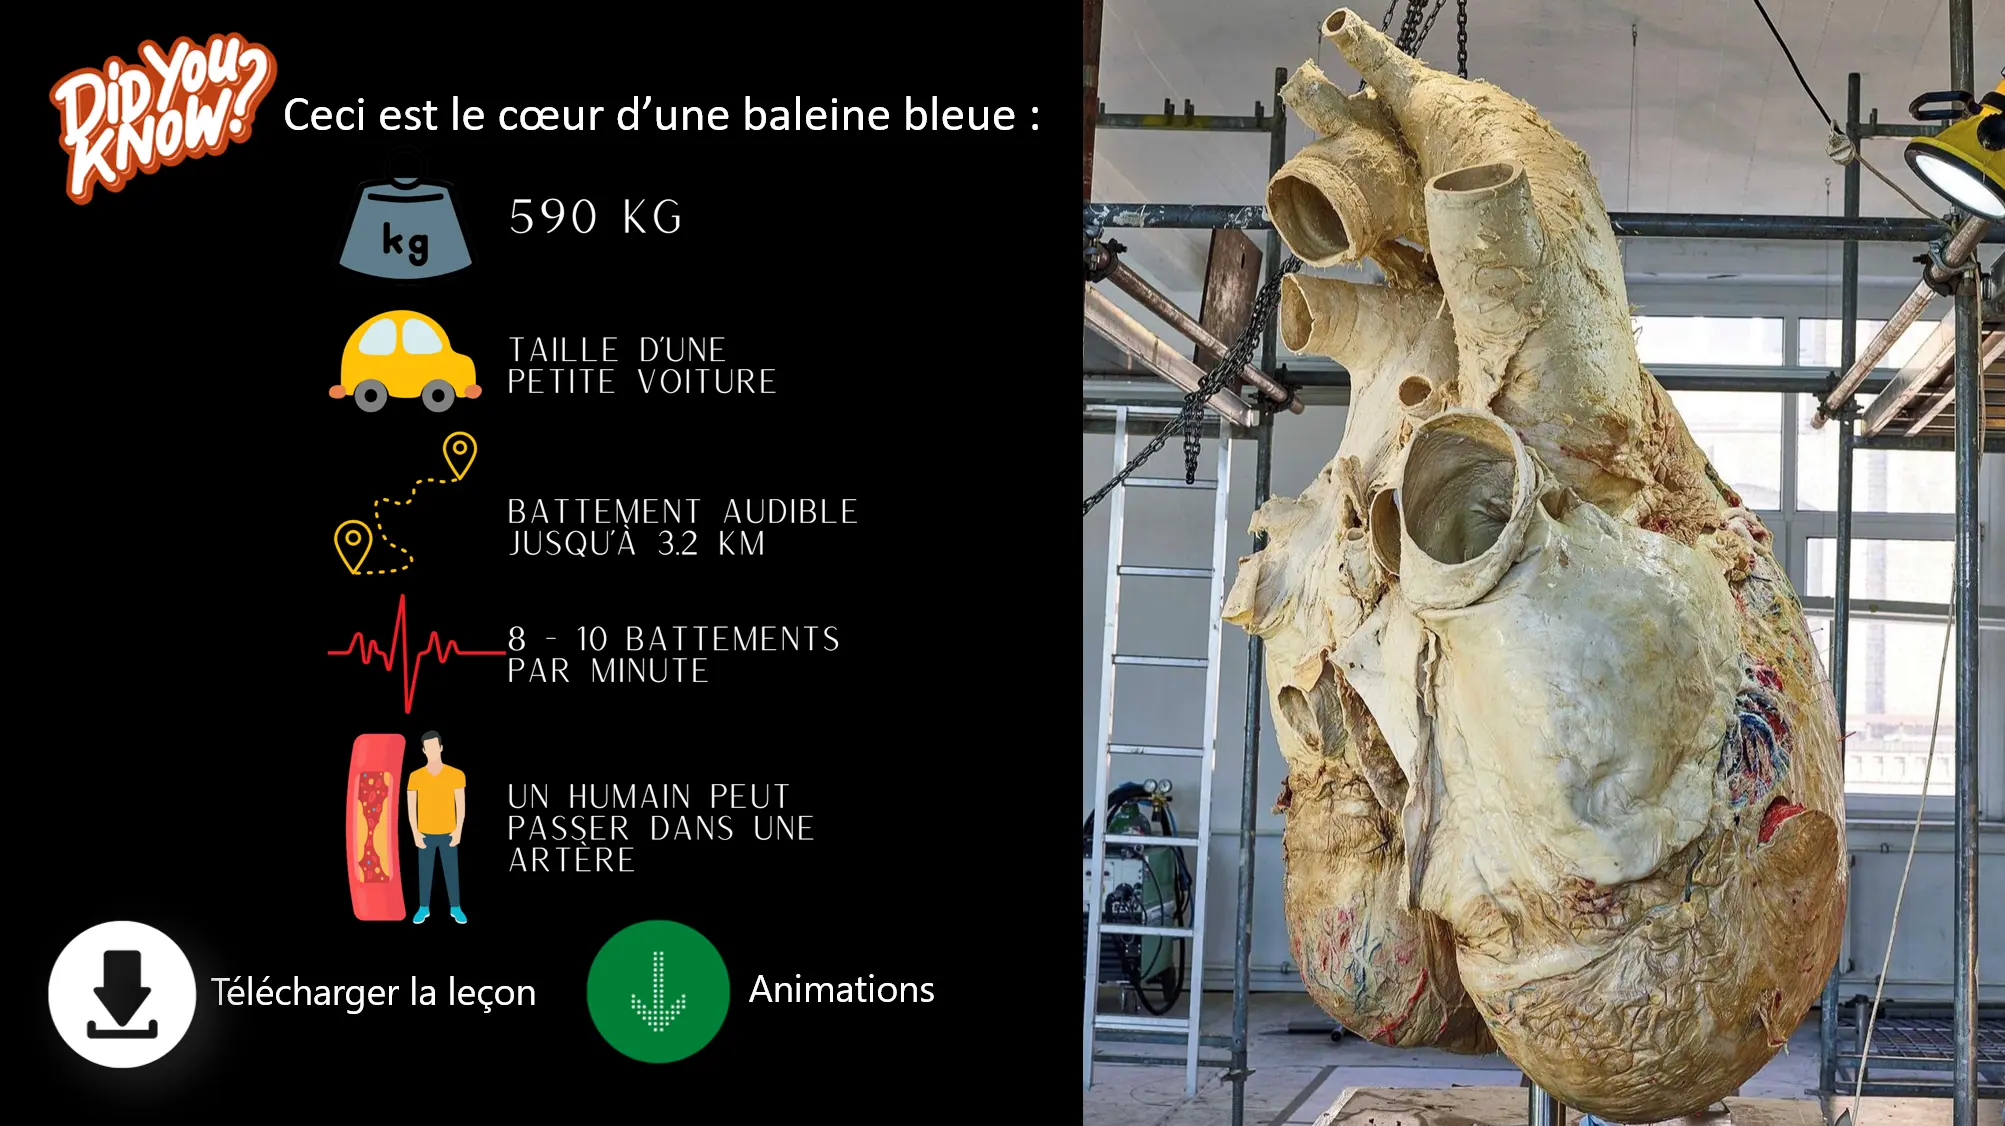 DID YOU
KNOW?
Ceci est le cœur d’une baleine bleue :
kg
590 KG
TAILLE D'UNE
PETITE VOITURE
BATTEMENT AUDIBLE
JUSQU'À 3.2 KM
8 - 10 BATTEMENTS
PAR MINUTE
UN HUMAIN PEUT
PASSER DANS UNE
ARTÈRE
Télécharger la leçon
Animations